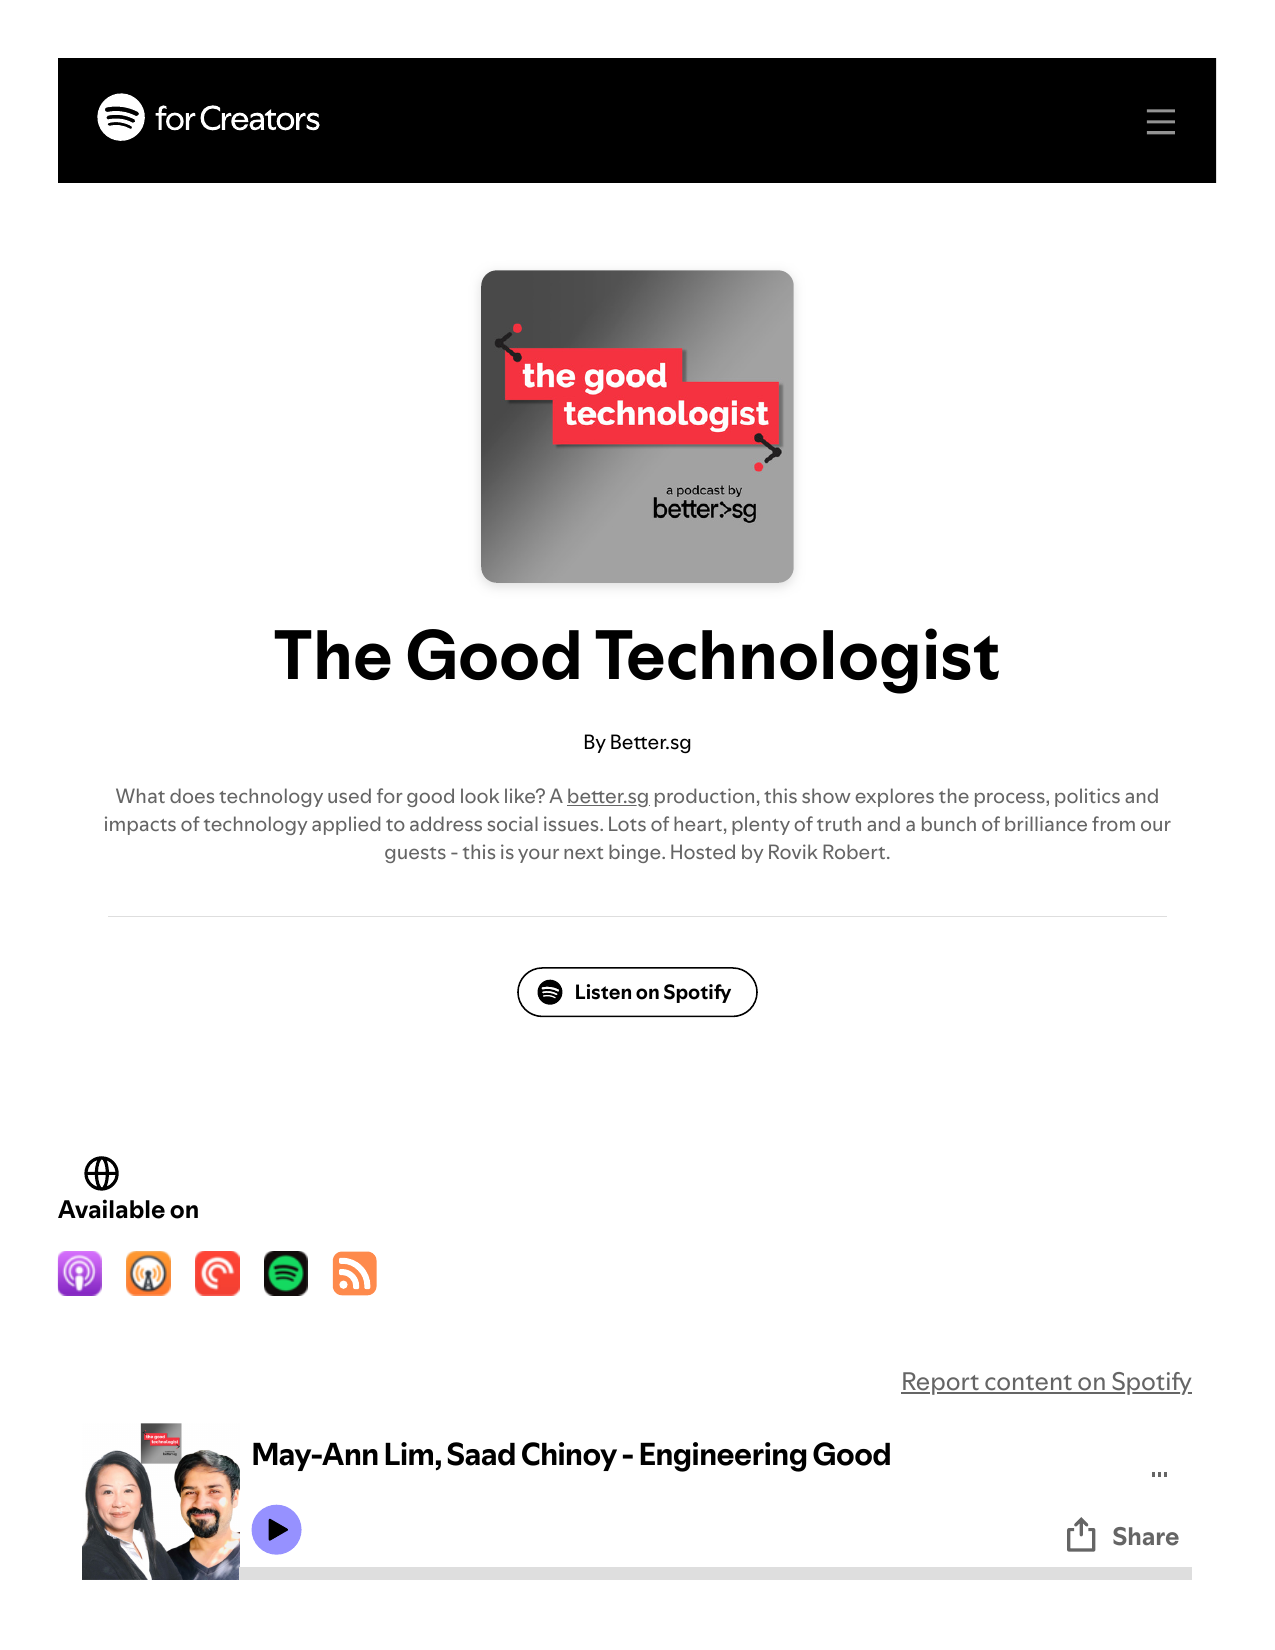 for Creators
the good
technologist
a podcast by
better.sg
The Good Technologist
By Better.sg
What does technology used for good look like? A better.sg production, this show explores the process, politics and
impacts of technology applied to address social issues. Lots of heart, plenty of truth and a bunch of brilliance from our
guests - this is your next binge. Hosted by Rovik Robert.
Listen on Spotify
Available on
Report content on Spotify
the good
technologist
May-Ann Lim, Saad Chinoy - Engineering Good
...
Share